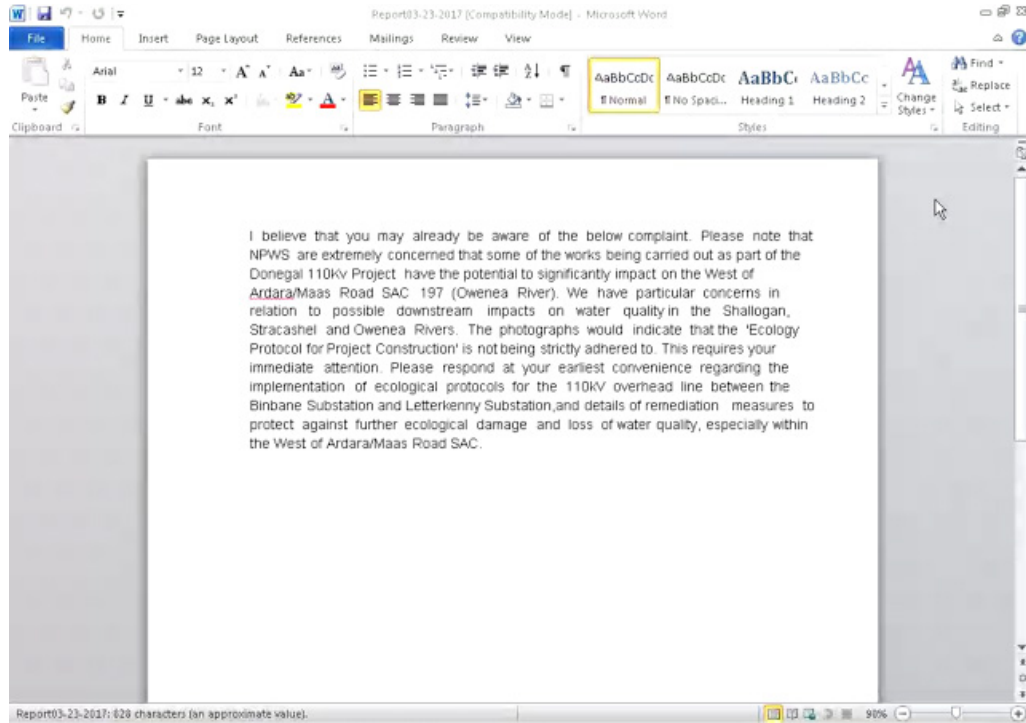 Report03-23-2017 [Compatibility Mode] - Microsoft Word
File Home Insert Page Layout References Mailings Review View
Paste
Arial 12
B I U abc x, x²
AaBbCcDc AaBbCcDc AaBbC AaBbCc
¶ Normal ¶ No Spaci... Heading 1 Heading 2
Change Styles
Find
Replace
Select
Clipboard Font Paragraph Styles Editing
I believe that you may already be aware of the below complaint. Please note that
NPWS are extremely concerned that some of the works being carried out as part of the
Donegal 110Kv Project have the potential to significantly impact on the West of
Ardara/Maas Road SAC 197 (Owenea River). We have particular concerns in
relation to possible downstream impacts on water quality in the Shallogan,
Stracashel and Owenea Rivers. The photographs would indicate that the 'Ecology
Protocol for Project Construction' is not being strictly adhered to. This requires your
immediate attention. Please respond at your earliest convenience regarding the
implementation of ecological protocols for the 110kV overhead line between the
Binbane Substation and Letterkenny Substation,and details of remediation measures to
protect against further ecological damage and loss of water quality, especially within
the West of Ardara/Maas Road SAC.
Report03-23-2017: 828 characters (an approximate value).
90%